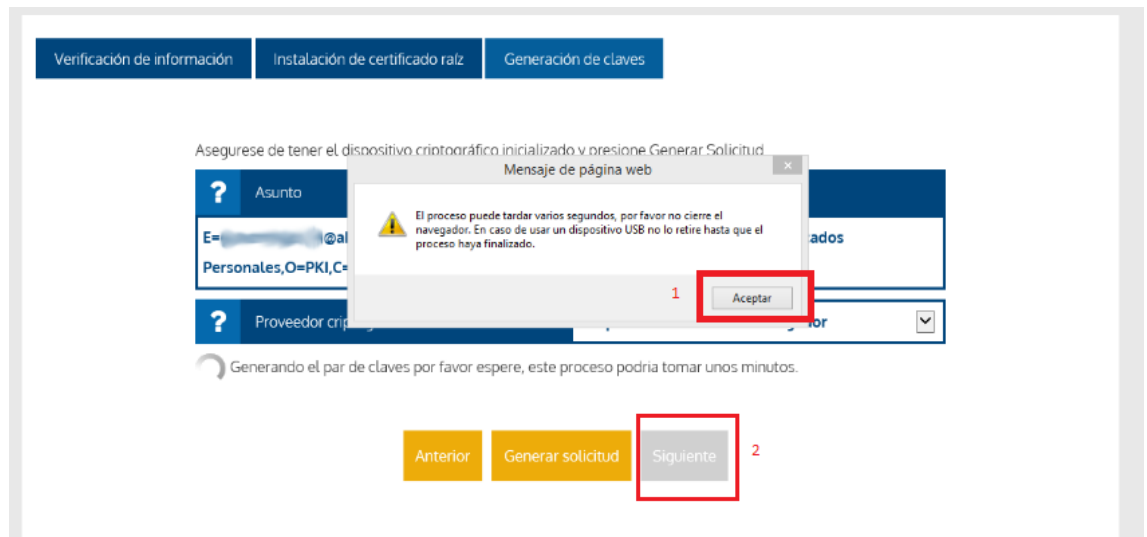 Verificación de información Instalación de certificado raíz Generación de claves
Asegurese de tener el dispositivo criptográfico inicializado y presione Generar Solicitud
Mensaje de página web
? Asunto
El proceso puede tardar varios segundos, por favor no cierre el
navegador. En caso de usar un dispositivo USB no lo retire hasta que el
proceso haya finalizado.
E= @al ados
Personales,O=PKI,C=
1 Aceptar
? Proveedor crip
Generando el par de claves por favor espere, este proceso podria tomar unos minutos.
Anterior Generar solicitud Siguiente 2